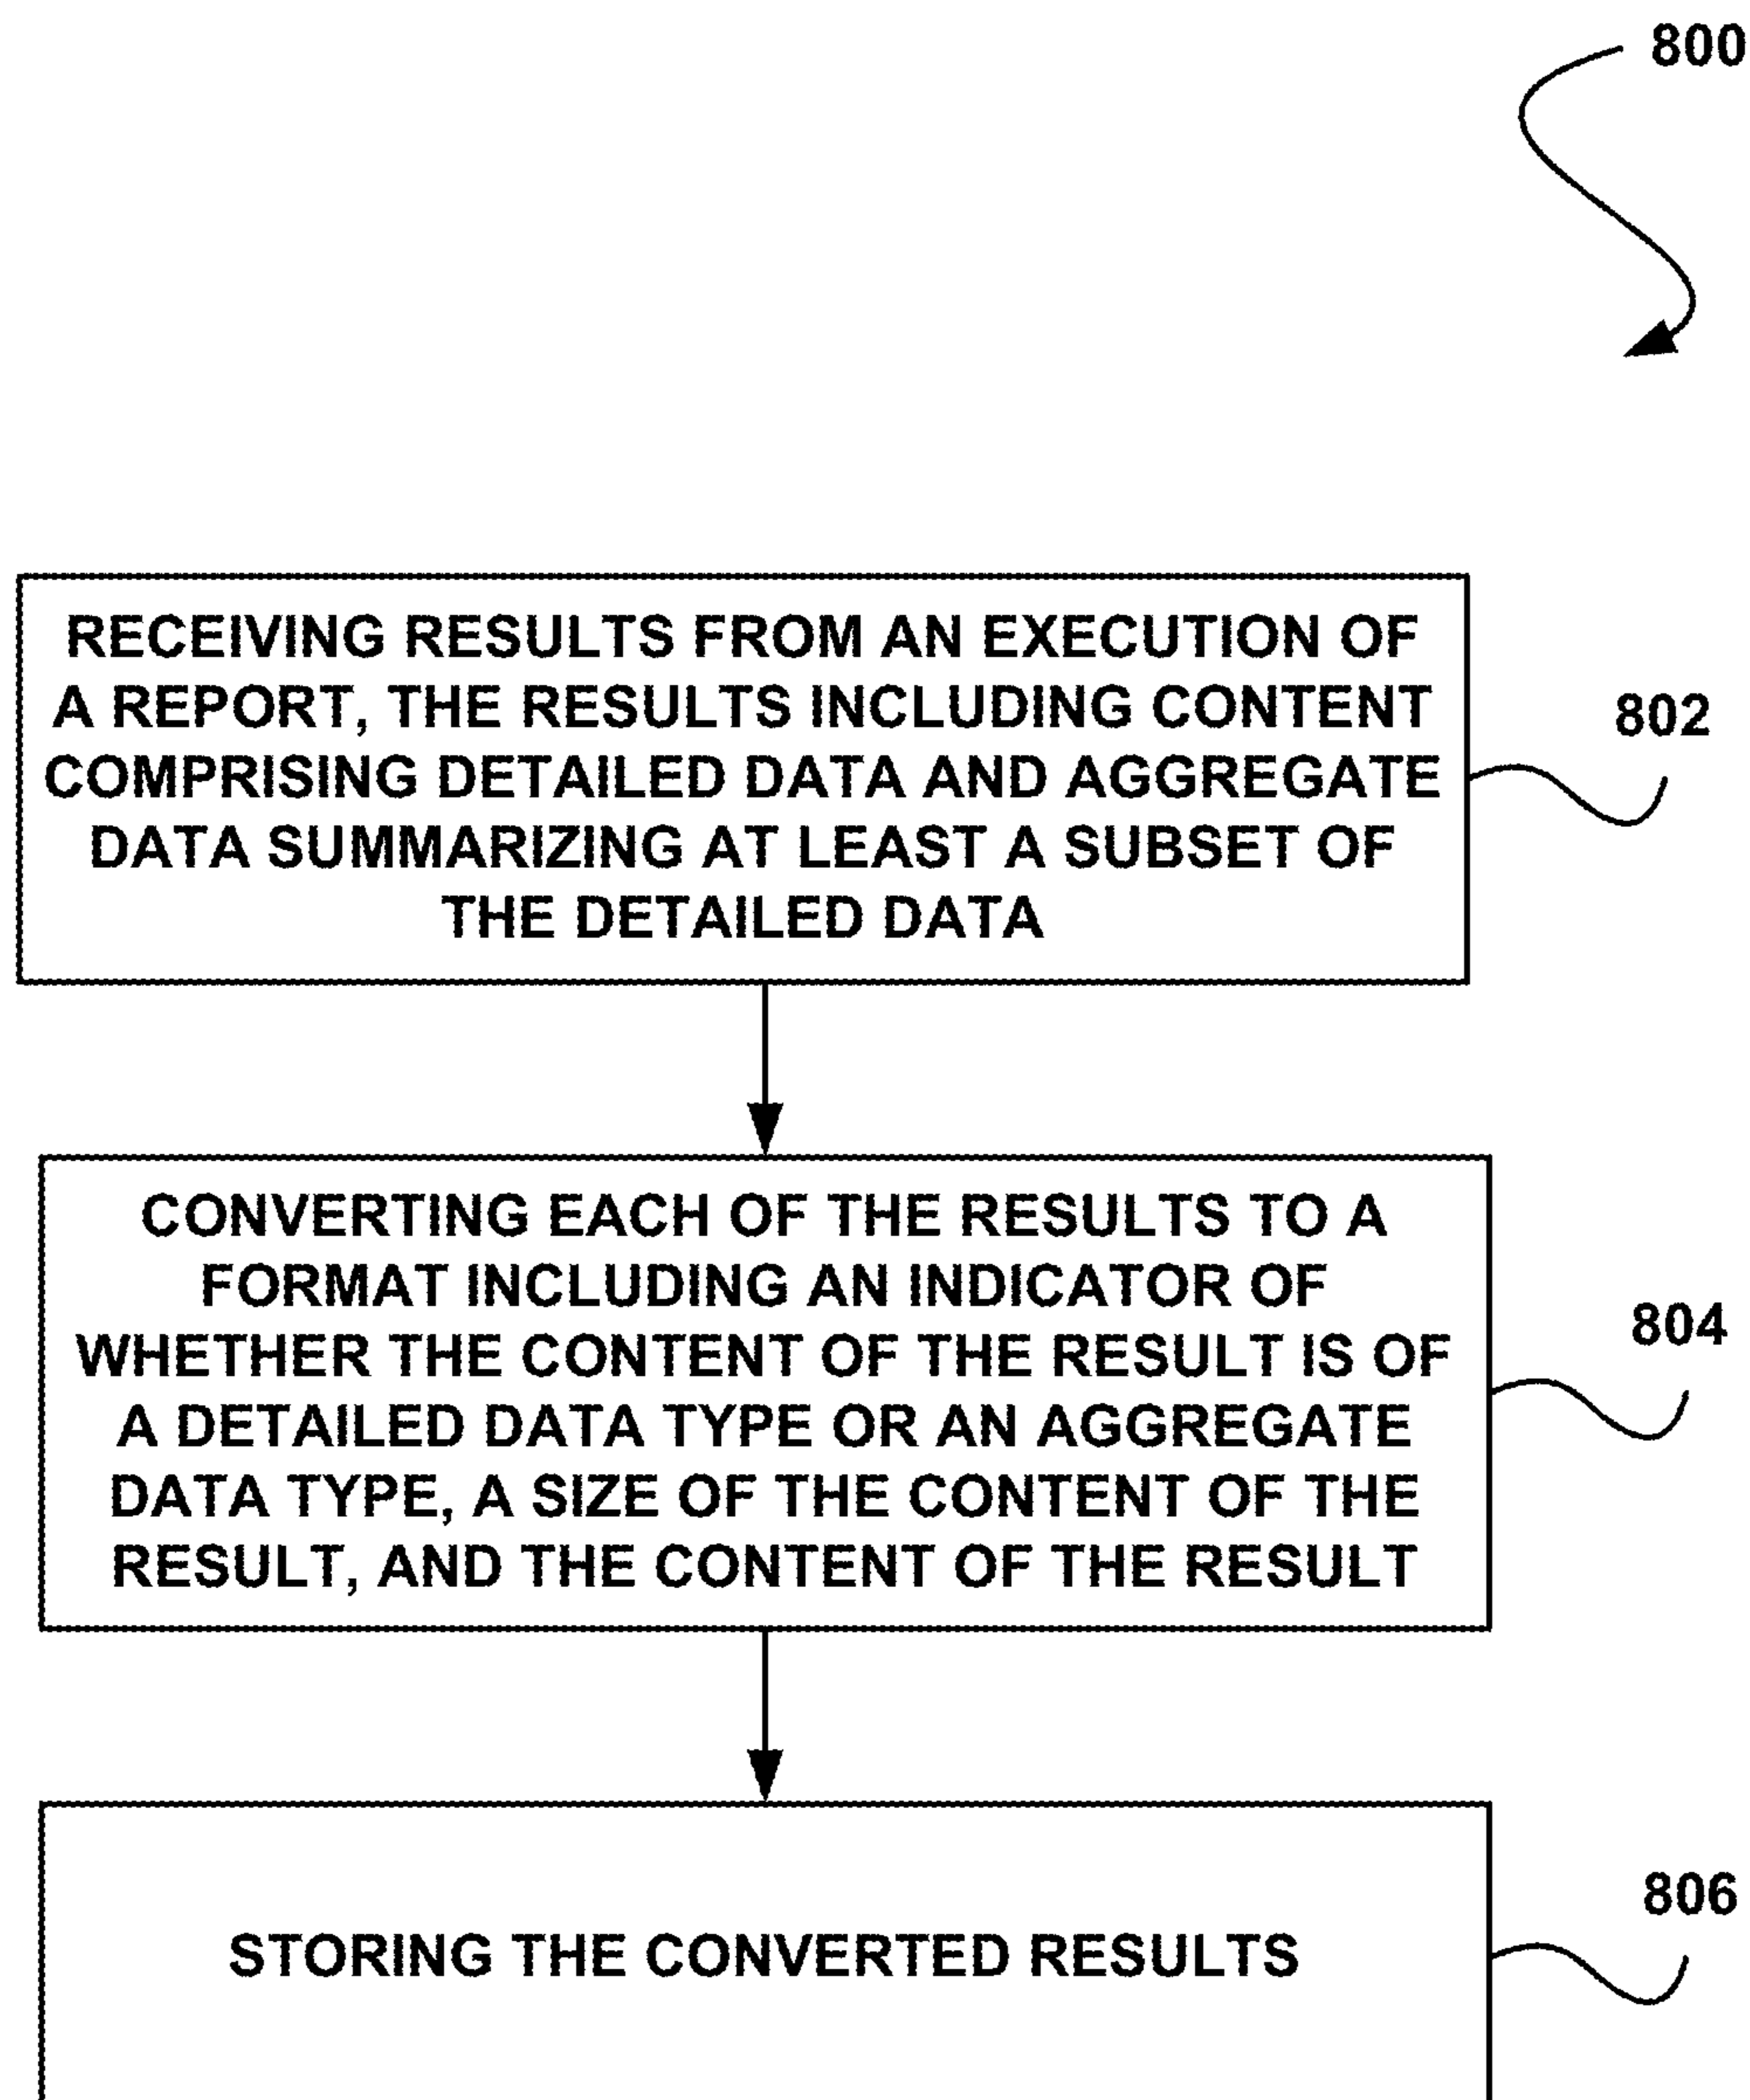 800
RECEIVING RESULTS FROM AN EXECUTION OF
A REPORT, THE RESULTS INCLUDING CONTENT
COMPRISING DETAILED DATA AND AGGREGATE
DATA SUMMARIZING AT LEAST A SUBSET OF
THE DETAILED DATA
802
CONVERTING EACH OF THE RESULTS TO A
FORMAT INCLUDING AN INDICATOR OF
WHETHER THE CONTENT OF THE RESULT IS OF
A DETAILED DATA TYPE OR AN AGGREGATE
DATA TYPE, A SIZE OF THE CONTENT OF THE
RESULT, AND THE CONTENT OF THE RESULT
804
STORING THE CONVERTED RESULTS
806